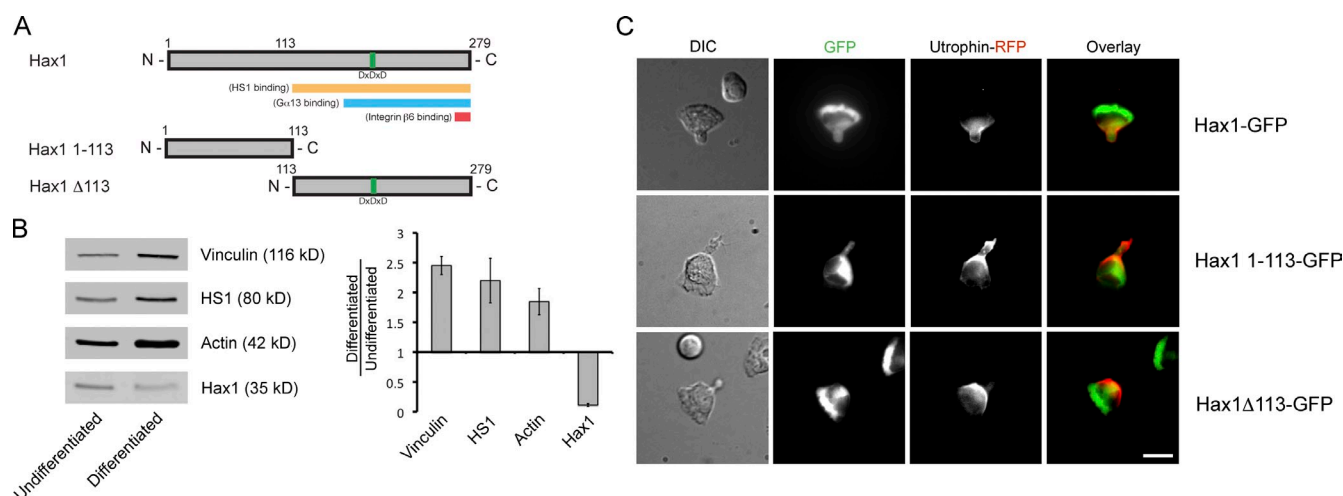 A
1 113 279
Hax1 N - - C
DxDxD
(HS1 binding)
(Gα13 binding)
(Integrin β6 binding)
1 113
Hax1 1-113 N - - C
113 279
Hax1 Δ113 N - - C
DxDxD
B
Vinculin (116 kD)
HS1 (80 kD)
Actin (42 kD)
Hax1 (35 kD)
Undifferentiated
Differentiated
Differentiated
Undifferentiated
3
2.5
2
1.5
1
0.5
0
Vinculin
HS1
Actin
Hax1
C
DIC GFP Utrophin-RFP Overlay
Hax1-GFP
Hax1 1-113-GFP
Hax1Δ113-GFP